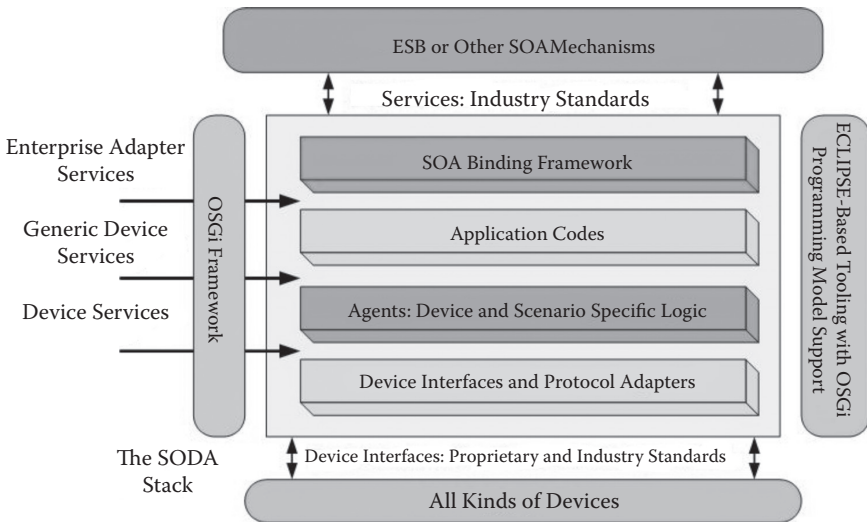 ESB or Other SOAMechanisms
Services: Industry Standards
Enterprise Adapter
Services
Generic Device
Services
Device Services
OSGi Framework
SOA Binding Framework
Application Codes
Agents: Device and Scenario Specific Logic
Device Interfaces and Protocol Adapters
ECLIPSE-Based Tooling with OSGi
Programming Model Support
The SODA
Stack
Device Interfaces: Proprietary and Industry Standards
All Kinds of Devices